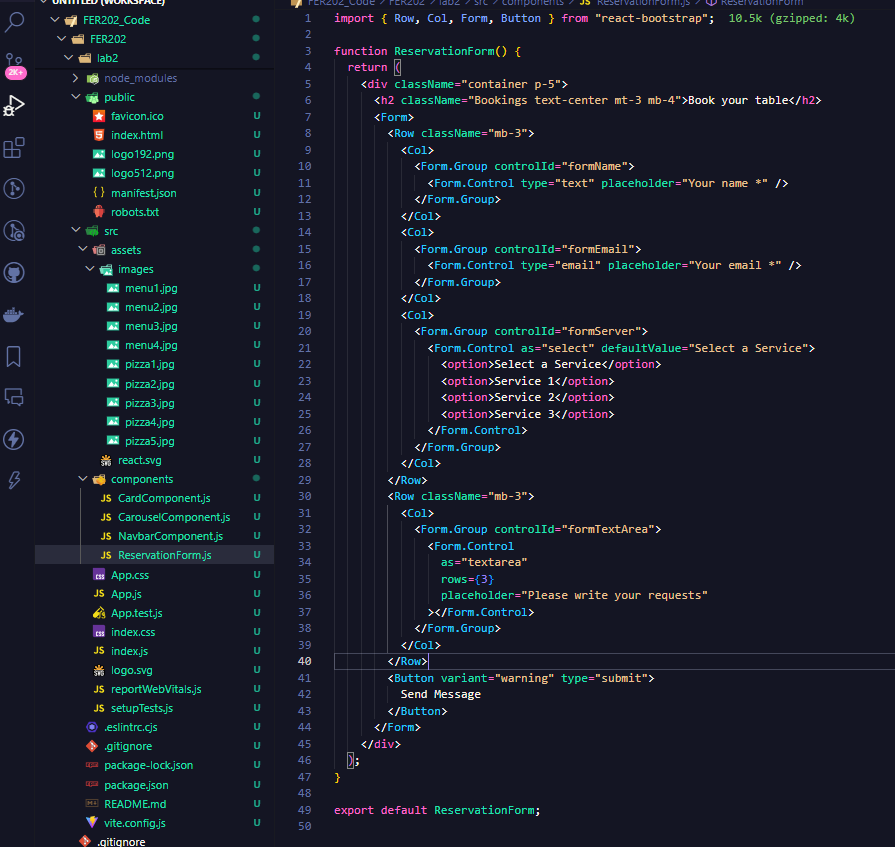 UNTITLED (WORKSPACE)
FER202_Code
FER202
lab2
node_modules
public
favicon.ico U
index.html U
logo192.png U
logo512.png U
{ } manifest.json U
robots.txt U
src
assets
images
menu1.jpg U
menu2.jpg U
menu3.jpg U
menu4.jpg U
pizza1.jpg U
pizza2.jpg U
pizza3.jpg U
pizza4.jpg U
pizza5.jpg U
react.svg U
components
JS CardComponent.js U
JS CarouselComponent.js U
JS NavbarComponent.js U
JS ReservationForm.js U
App.css U
JS App.js U
App.test.js U
index.css U
JS index.js U
logo.svg U
JS reportWebVitals.js U
JS setupTests.js U
.eslintrc.cjs U
.gitignore U
package-lock.json U
package.json U
README.md U
vite.config.js U
.gitignore
2K+
FER202_Code > FER202 > lab2 > src > components > JS ReservationForm.js > ReservationForm
1 import { Row, Col, Form, Button } from "react-bootstrap"; 10.5k (gzipped: 4k)
2
3 function ReservationForm() {
4 return (
5 <div className="container p-5">
6 <h2 className="Bookings text-center mt-3 mb-4">Book your table</h2>
7 <Form>
8 <Row className="mb-3">
9 <Col>
10 <Form.Group controlId="formName">
11 <Form.Control type="text" placeholder="Your name *" />
12 </Form.Group>
13 </Col>
14 <Col>
15 <Form.Group controlId="formEmail">
16 <Form.Control type="email" placeholder="Your email *" />
17 </Form.Group>
18 </Col>
19 <Col>
20 <Form.Group controlId="formServer">
21 <Form.Control as="select" defaultValue="Select a Service">
22 <option>Select a Service</option>
23 <option>Service 1</option>
24 <option>Service 2</option>
25 <option>Service 3</option>
26 </Form.Control>
27 </Form.Group>
28 </Col>
29 </Row>
30 <Row className="mb-3">
31 <Col>
32 <Form.Group controlId="formTextArea">
33 <Form.Control
34 as="textarea"
35 rows={3}
36 placeholder="Please write your requests"
37 ></Form.Control>
38 </Form.Group>
39 </Col>
40 </Row>
41 <Button variant="warning" type="submit">
42 Send Message
43 </Button>
44 </Form>
45 </div>
46 );
47 }
48
49 export default ReservationForm;
50